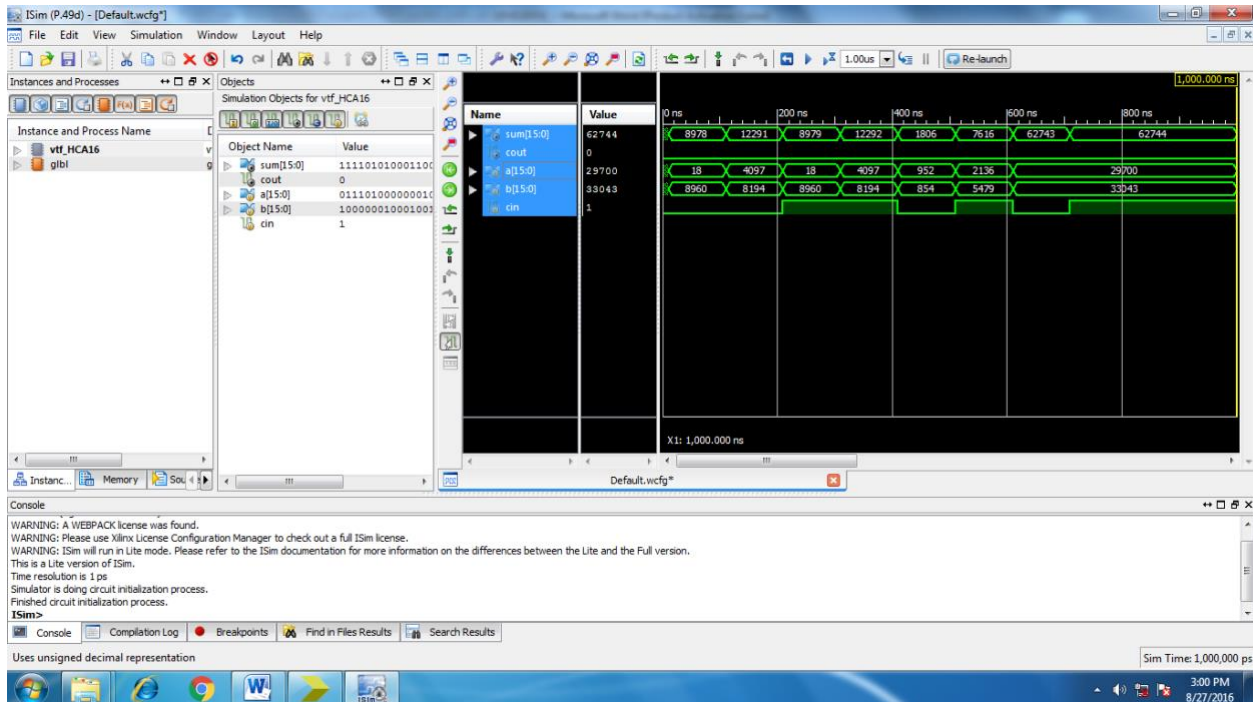 ISim (P.49d) - [Default.wcfg*]
File Edit View Simulation Window Layout Help
1.00us Re-launch
Instances and Processes
Objects
Simulation Objects for vtf_HCA16
Instance and Process Name
vtf_HCA16
glbl
Object Name Value
sum[15:0] 1111010100011000
cout 0
a[15:0] 011101000000010
b[15:0] 100000010001001
cin 1
1,000.000 ns
Name Value 0 ns 200 ns 400 ns 600 ns 800 ns
sum[15:0] 62744 8978 12291 8979 12292 1806 7616 62743 62744
cout 0
a[15:0] 29700 18 4097 18 4097 952 2136 29700
b[15:0] 33043 8960 8194 8960 8194 854 5479 33043
cin 1
X1: 1,000.000 ns
Instanc... Memory Sou
Default.wcfg*
Console
WARNING: A WEBPACK license was found.
WARNING: Please use Xilinx License Configuration Manager to check out a full ISim license.
WARNING: ISim will run in Lite mode. Please refer to the ISim documentation for more information on the differences between the Lite and the Full version.
This is a Lite version of ISim.
Time resolution is 1 ps
Simulator is doing circuit initialization process.
Finished circuit initialization process.
ISim>
Console Compilation Log Breakpoints Find in Files Results Search Results
Uses unsigned decimal representation
Sim Time: 1,000,000 ps
3:00 PM
8/27/2016